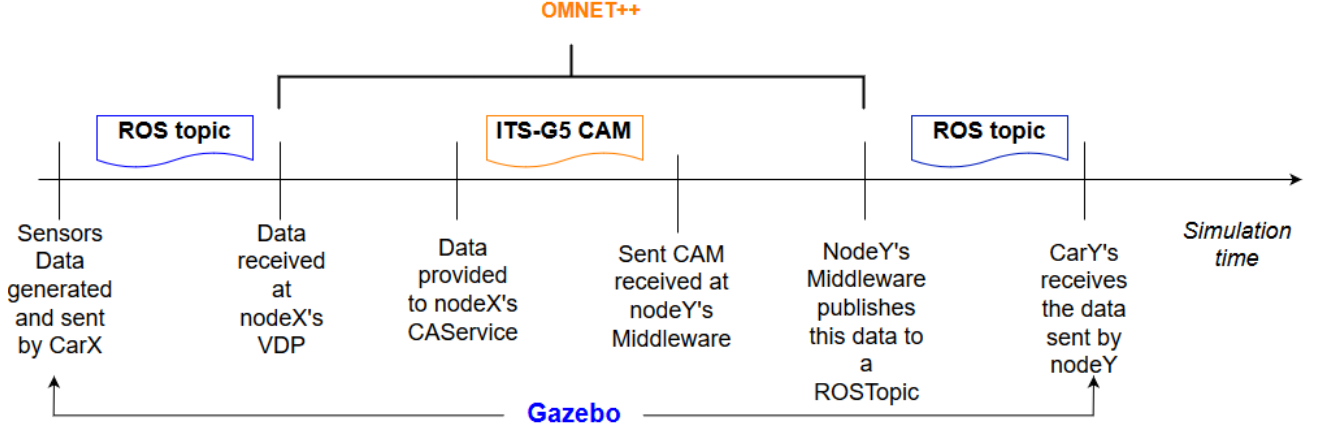 OMNET++
ROS topic
ITS-G5 CAM
ROS topic
Sensors
Data
generated
and sent
by CarX
Data
received
at
nodeX's
VDP
Data
provided
to nodeX's
CAService
Sent CAM
received at
nodeY's
Middleware
NodeY's
Middleware
publishes
this data to
a
ROSTopic
CarY's
receives
the data
sent by
nodeY
Simulation
time
Gazebo